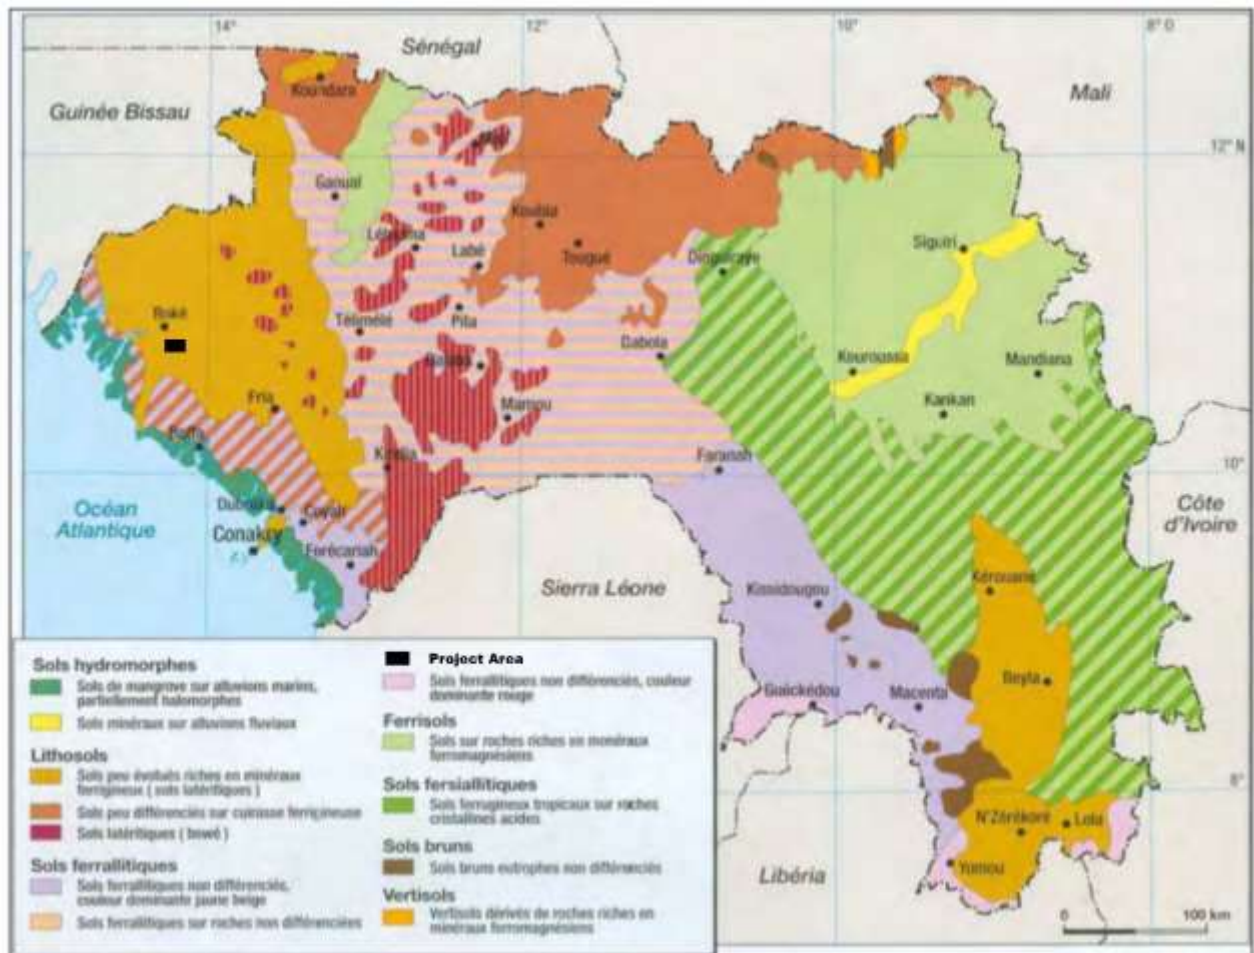 14°
12°
10°
8° O
Sénégal
Mali
Guinée Bissau
Koundara
Mali
12° N
Gaoual
Koubia
Siguiri
Lélouma
Labé
Tougué
Dinguiraye
Boké
Télimélé
Pita
Dabola
Kouroussa
Mandiana
Dalaba
Fria
Mamou
Kankan
Boffa
Kindia
Faranah
10°
Océan
Atlantique
Dubréka
Coyah
Conakry
Côte
d'Ivoire
Forécariah
Sierra Léone
Kissidougou
Kérouané
Guéckédou
Macenta
Beyla
8°
N'Zérékoré
Lola
Yomou
Libéria
0
100 km
Sols hydromorphes
Sols de mangrove sur alluvions marins,
partiellement halomorphes
Sols minéraux sur alluvions fluviaux
Lithosols
Sols peu évolués riches en minéraux
ferrigineux ( sols latéritiques )
Sols peu différenciés sur cuirasse ferrigineuse
Sols latéritiques ( bowé )
Sols ferrallitiques
Sols ferrallitiques non différenciés,
couleur dominante jaune beige
Sols ferrallitiques sur roches non différenciées
Project Area
Sols ferrallitiques non différenciés, couleur
dominante rouge
Ferrisols
Sols sur roches riches en minéraux
ferromagnésiens
Sols fersiallitiques
Sols ferrugineux tropicaux sur roches
cristallines acides
Sols bruns
Sols bruns eutrophes non différenciés
Vertisols
Vertisols dérivés de roches riches en
minéraux ferromagnésiens